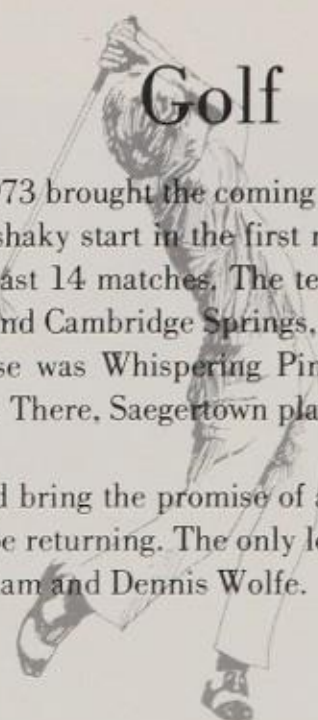 Golf
73 brought the coming
shaky start in the first
ast 14 matches. The te
nd Cambridge Springs,
se was Whispering Pin
There, Saegertown pla
d bring the promise of a
e returning. The only l
am and Dennis Wolfe.